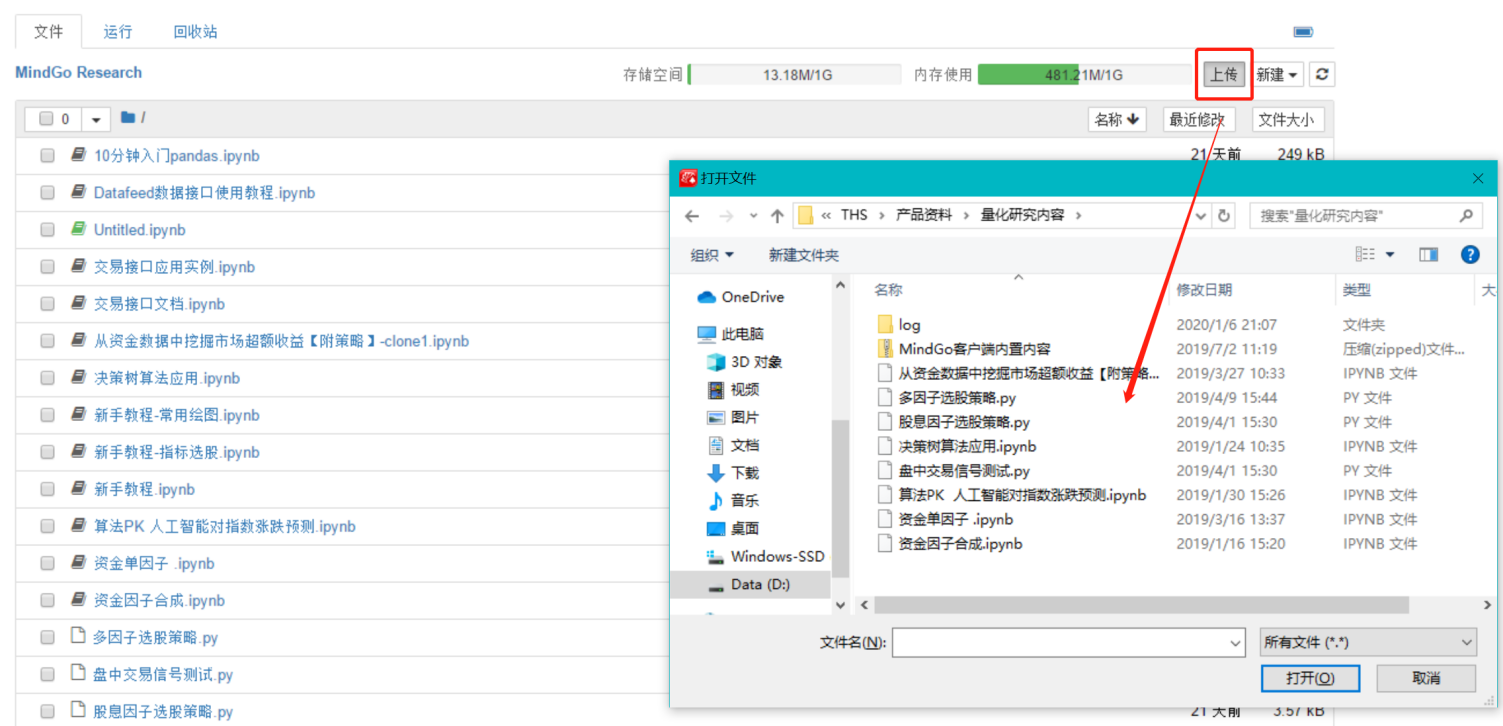 文件 运行 回收站
MindGo Research 存储空间 13.18M/1G 内存使用 481.21M/1G 上传 新建
0 / 名称 最近修改 文件大小
10分钟入门pandas.ipynb 21 天前 249 kB
Datafeed数据接口使用教程.ipynb
Untitled.ipynb
交易接口应用实例.ipynb
交易接口文档.ipynb
从资金数据中挖掘市场超额收益【附策略】-clone1.ipynb
决策树算法应用.ipynb
新手教程-常用绘图.ipynb
新手教程-指标选股.ipynb
新手教程.ipynb
算法PK 人工智能对指数涨跌预测.ipynb
资金单因子 .ipynb
资金因子合成.ipynb
多因子选股策略.py
盘中交易信号测试.py
股息因子选股策略.py 21 天前 3.57 kB
打开文件
« THS › 产品资料 › 量化研究内容 › 搜索"量化研究内容"
组织 新建文件夹
OneDrive
此电脑
3D 对象
视频
图片
文档
下载
音乐
桌面
Windows-SSD
Data (D:)
名称 修改日期 类型 大
log 2020/1/6 21:07 文件夹
MindGo客户端内置内容 2019/7/2 11:19 压缩(zipped)文件...
从资金数据中挖掘市场超额收益【附策略... 2019/3/27 10:33 IPYNB 文件
多因子选股策略.py 2019/4/9 15:44 PY 文件
股息因子选股策略.py 2019/4/1 15:30 PY 文件
决策树算法应用.ipynb 2019/1/24 10:35 IPYNB 文件
盘中交易信号测试.py 2019/4/1 15:30 PY 文件
算法PK 人工智能对指数涨跌预测.ipynb 2019/1/30 15:26 IPYNB 文件
资金单因子 .ipynb 2019/3/16 13:37 IPYNB 文件
资金因子合成.ipynb 2019/1/16 15:20 IPYNB 文件
文件名(N): 所有文件 (*.*)
打开(O) 取消